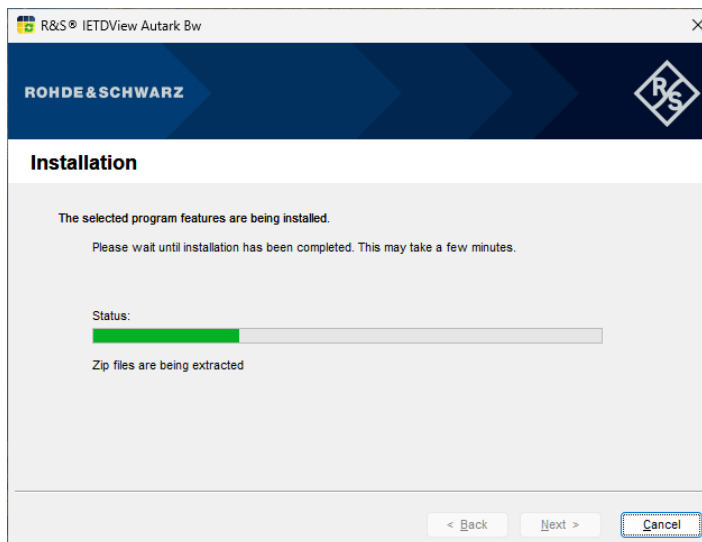 R&S® IETDView Autark Bw
ROHDE&SCHWARZ
R&S
Installation
The selected program features are being installed.
Please wait until installation has been completed. This may take a few minutes.
Status:
Zip files are being extracted
< Back Next > Cancel